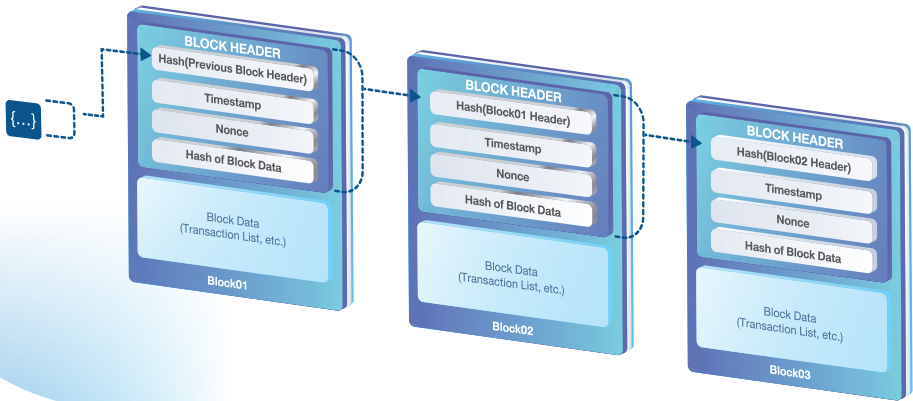 {...}
BLOCK HEADER
Hash(Previous Block Header)
Timestamp
Nonce
Hash of Block Data
Block Data
(Transaction List, etc.)
Block01
BLOCK HEADER
Hash(Block01 Header)
Timestamp
Nonce
Hash of Block Data
Block Data
(Transaction List, etc.)
Block02
BLOCK HEADER
Hash(Block02 Header)
Timestamp
Nonce
Hash of Block Data
Block Data
(Transaction List, etc.)
Block03